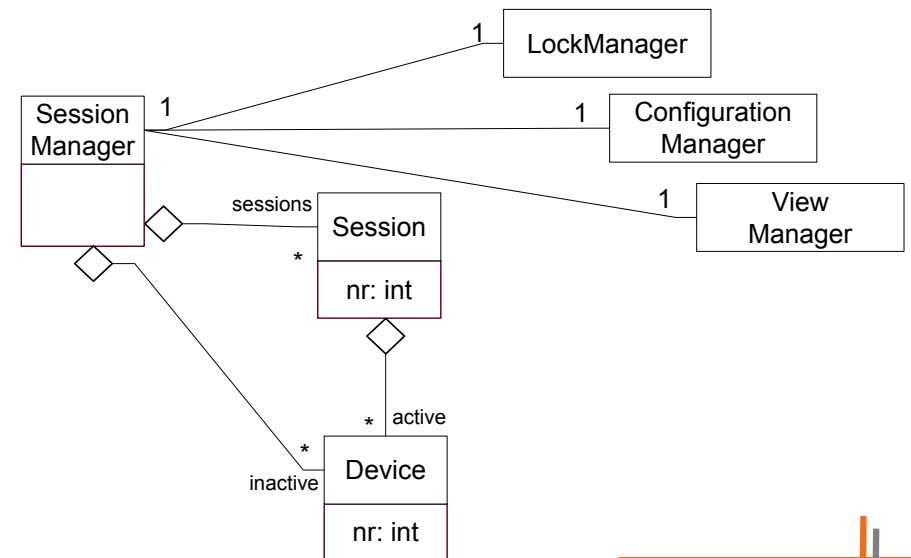 1
LockManager
Session
Manager
1
1
Configuration
Manager
1
View
Manager
sessions
*
Session
nr: int
*
active
*
inactive
Device
nr: int